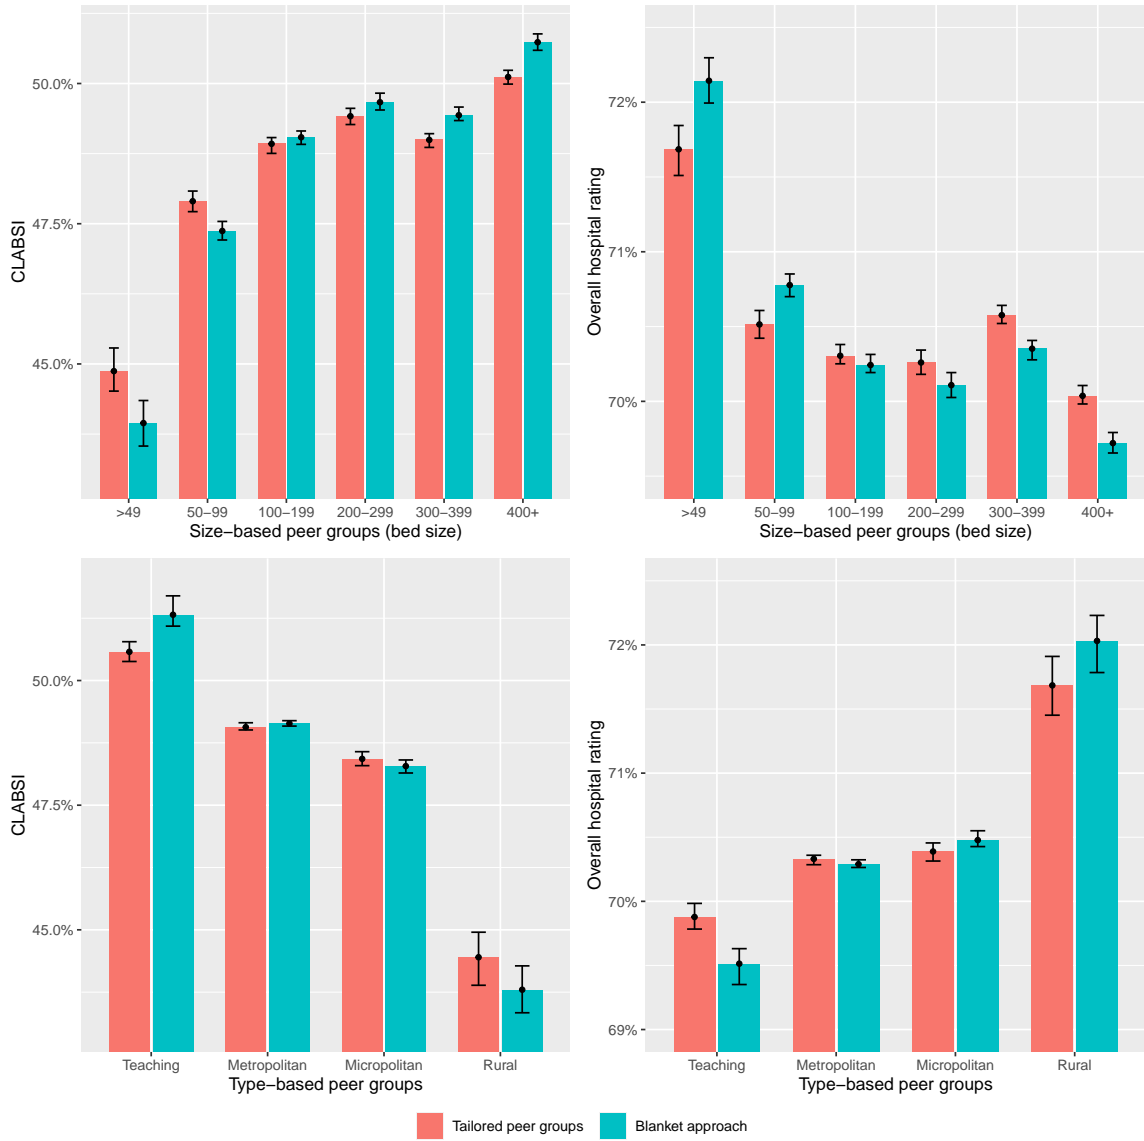 CLABSI
50.0%
47.5%
45.0%
>49
50−99
100−199
200−299
300−399
400+
Size−based peer groups (bed size)
Overall hospital rating
72%
71%
70%
>49
50−99
100−199
200−299
300−399
400+
Size−based peer groups (bed size)
CLABSI
50.0%
47.5%
45.0%
Teaching
Metropolitan
Micropolitan
Rural
Type−based peer groups
Overall hospital rating
72%
71%
70%
69%
Teaching
Metropolitan
Micropolitan
Rural
Type−based peer groups
Tailored peer groups
Blanket approach